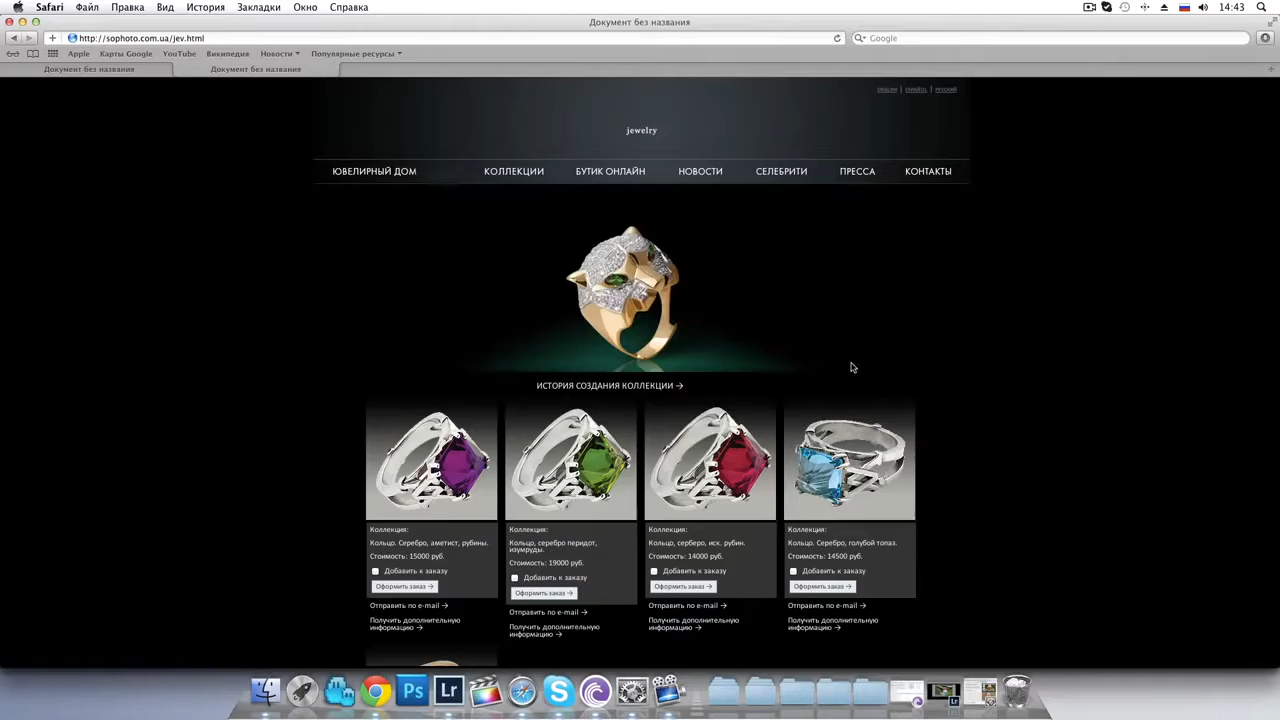 Safari Файл Правка Вид История Закладки Окно Справка 14:43
Документ без названия
http://sophoto.com.ua/jev.html Google
Apple Карты Google YouTube Википедия Новости Популярные ресурсы
Документ без названия Документ без названия
ENGLISH | ESPAÑOL | РУССКИЙ
jewelry
ЮВЕЛИРНЫЙ ДОМ КОЛЛЕКЦИИ БУТИК ОНЛАЙН НОВОСТИ СЕЛЕБРИТИ ПРЕССА КОНТАКТЫ
ИСТОРИЯ СОЗДАНИЯ КОЛЛЕКЦИИ →
Коллекция:
Кольцо. Серебро, аметист, рубины.
Стоимость: 15000 руб.
Добавить к заказу
Оформить заказ →
Отправить по e-mail →
Получить дополнительную
информацию →
Коллекция:
Кольцо, серебро перидот,
изумруды.
Стоимость: 19000 руб.
Добавить к заказу
Оформить заказ →
Отправить по e-mail →
Получить дополнительную
информацию →
Коллекция:
Кольцо, серберо, иск. рубин.
Стоимость: 14000 руб.
Добавить к заказу
Оформить заказ →
Отправить по e-mail →
Получить дополнительную
информацию →
Коллекция:
Кольцо. Серебро, голубой топаз.
Стоимость: 14500 руб.
Добавить к заказу
Оформить заказ →
Отправить по e-mail →
Получить дополнительную
информацию →
Ps Lr